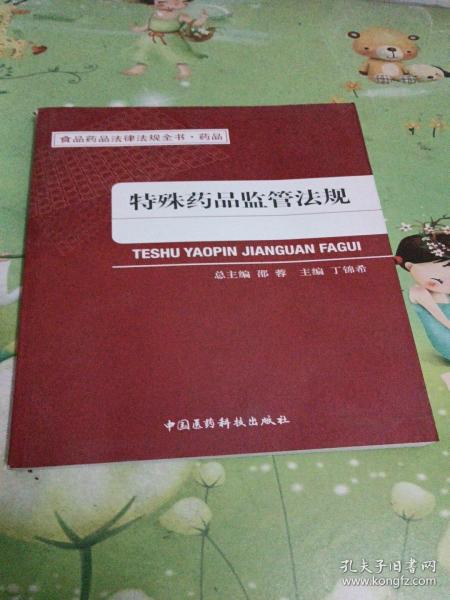 食品药品法律法规全书·药品
特殊药品监管法规
TESHU YAOPIN JIANGUAN FAGUI
总主编 邵 蓉 主编 丁锦希
中国医药科技出版社
孔夫子旧书网
www.kongfz.com